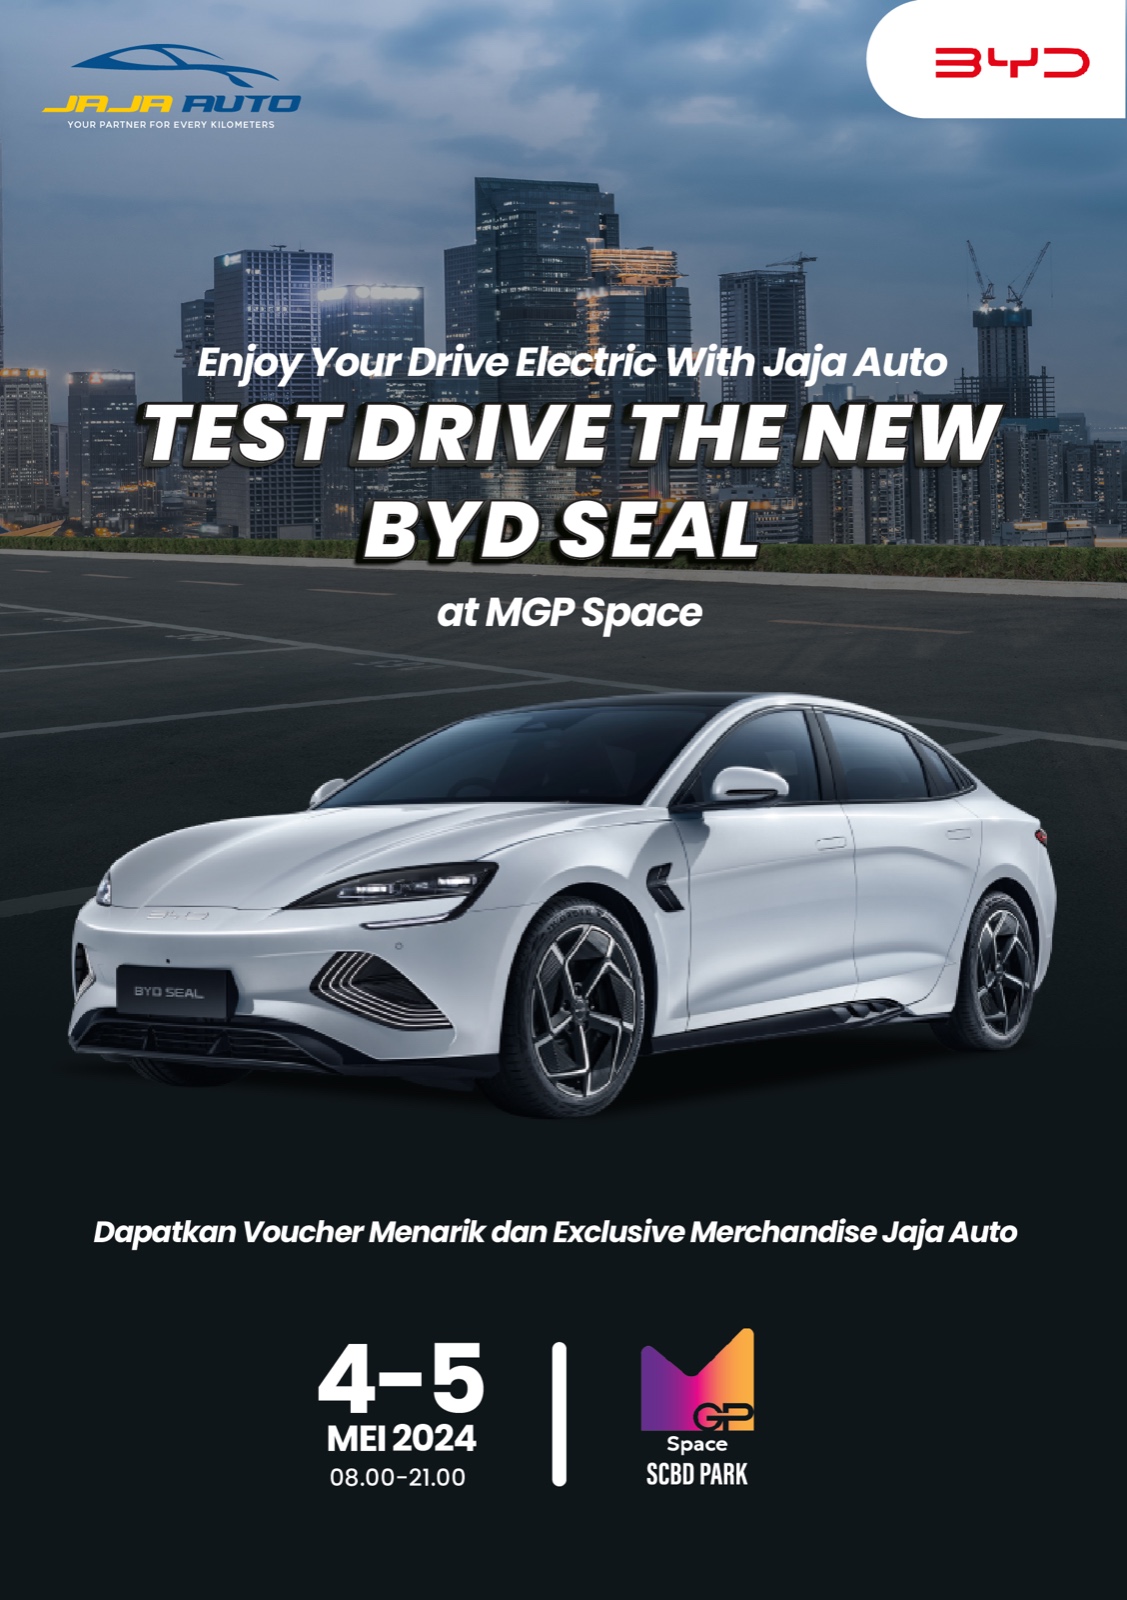 JAJA AUTO
YOUR PARTNER FOR EVERY KILOMETERS
BYD
Enjoy Your Drive Electric With Jaja Auto
TEST DRIVE THE NEW
BYD SEAL
at MGP Space
BYD
BYD SEAL
Dapatkan Voucher Menarik dan Exclusive Merchandise Jaja Auto
4-5
MEI 2024
08.00-21.00
GP
Space
SCBD PARK